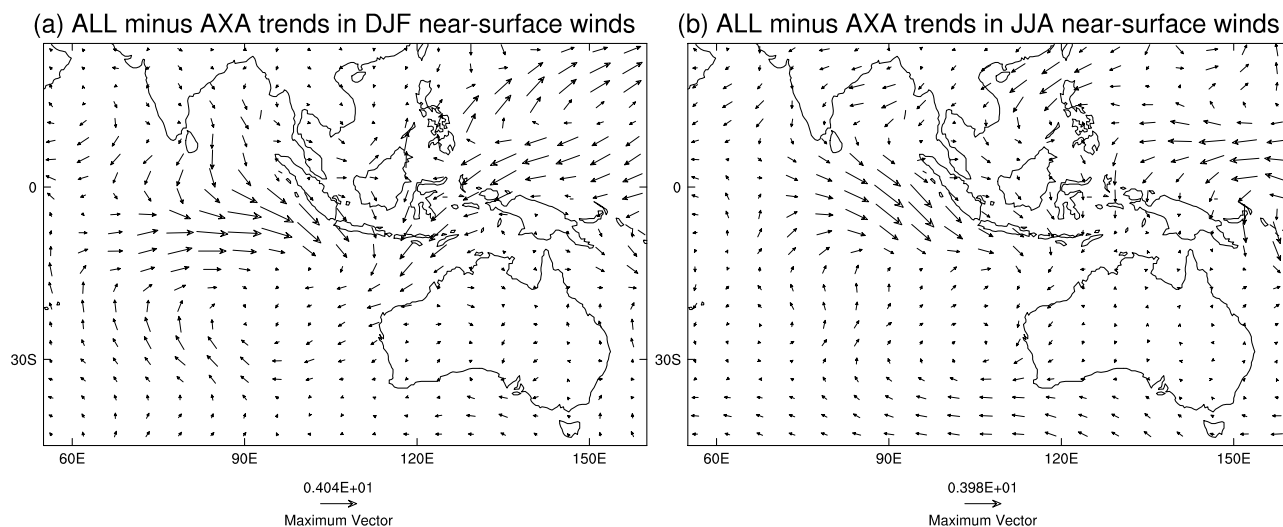 (a) ALL minus AXA trends in DJF near-surface winds
(b) ALL minus AXA trends in JJA near-surface winds
0
30S
60E
90E
120E
150E
0.404E+01
Maximum Vector
0
30S
60E
90E
120E
150E
0.398E+01
Maximum Vector